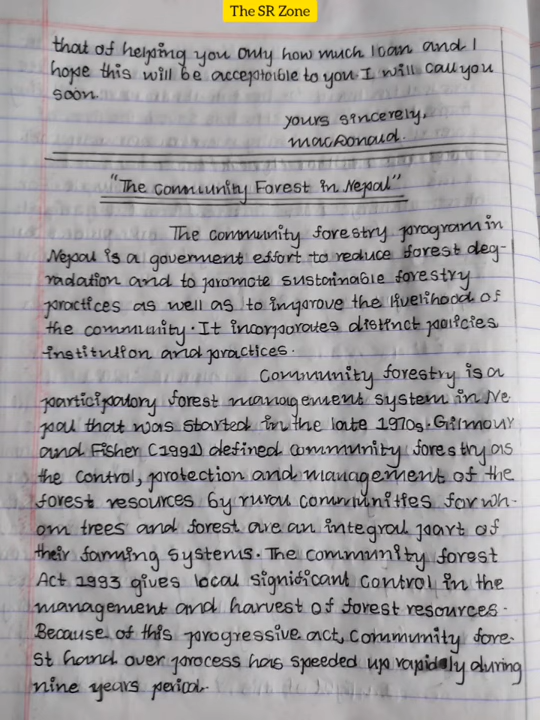 The SR Zone
that of helping you only how much loan and I
hope this will be acceptoible to you. I will call you
soon.
yours sincerely,
macDonald.
"The Community Forest in Nepal"
The community forestry program in
Nepal is a goverment effort to reduce forest deg-
radation and to promote sustainable forestry
practices as well as to improve the livelihood of
the community. It incorporates distinct policies
institution and practices.
Community forestry is a
participatory forest management system in Ne
pal that was started in the late 1970s. Gilmour
and Fisher (1991) defined community forestry as
the control, protection and management of the
forest resources by rural communities for wh-
om trees and forest are an integral part of
their farming systems. The community forest
Act 1993 gives local significant control in the
management and harvest of forest resources.
Because of this progressive act, Community fore-
st hand over process has speeded up rapidely during
nine years period.